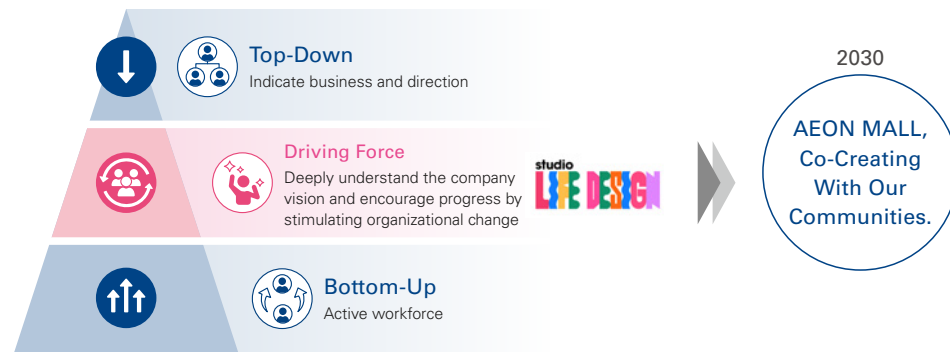 Top-Down
Indicate business and direction
Driving Force
Deeply understand the company
vision and encourage progress by
stimulating organizational change
studio
LIFE DESIGN
Bottom-Up
Active workforce
2030
AEON MALL,
Co-Creating
With Our
Communities.